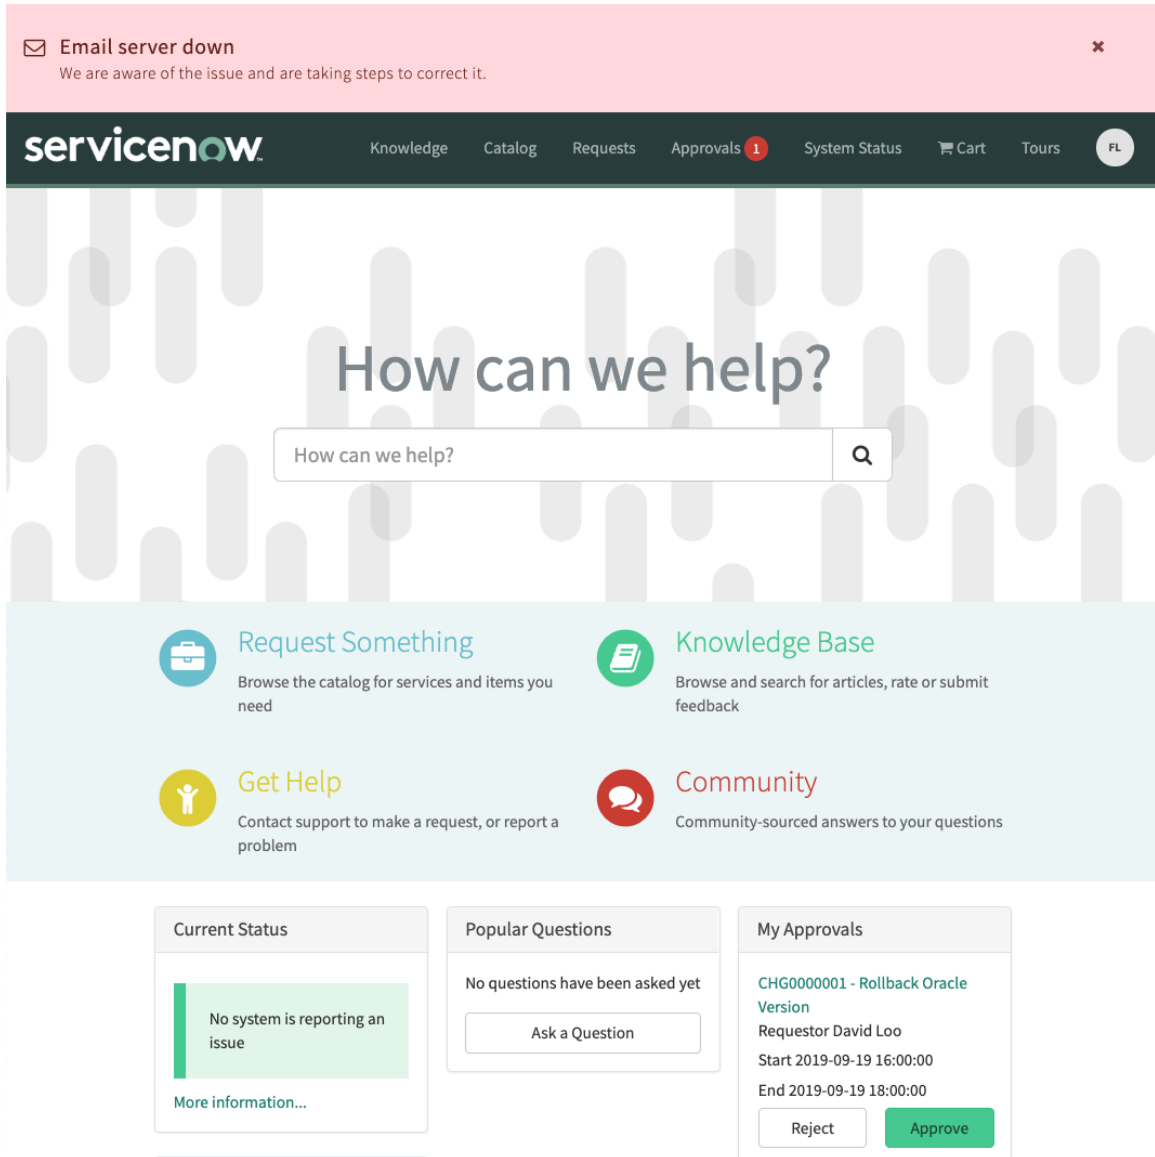 Email server down
We are aware of the issue and are taking steps to correct it.
servicenow™
Knowledge
Catalog
Requests
Approvals 1
System Status
Cart
Tours
FL
How can we help?
How can we help?
Request Something
Browse the catalog for services and items you
need
Knowledge Base
Browse and search for articles, rate or submit
feedback
Get Help
Contact support to make a request, or report a
problem
Community
Community-sourced answers to your questions
Current Status
No system is reporting an
issue
More information...
Popular Questions
No questions have been asked yet
Ask a Question
My Approvals
CHG0000001 - Rollback Oracle
Version
Requestor David Loo
Start 2019-09-19 16:00:00
End 2019-09-19 18:00:00
Reject
Approve